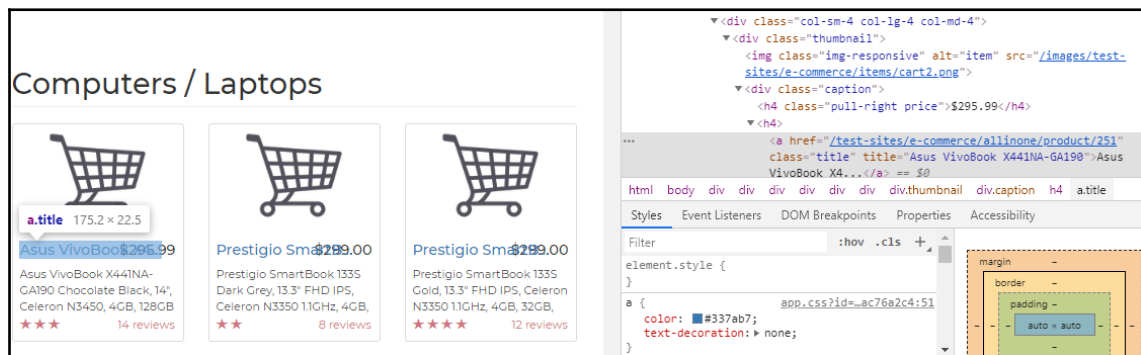 Computers / Laptops
a.title 175.2 × 22.5
Asus VivoBook $295.99
Asus VivoBook X441NA-
GA190 Chocolate Black, 14",
Celeron N3450, 4GB, 128GB
14 reviews
Prestigio Sma $299.00
Prestigio SmartBook 133S
Dark Grey, 13.3" FHD IPS,
Celeron N3350 1.1GHz, 4GB,
8 reviews
Prestigio Sma $299.00
Prestigio SmartBook 133S
Gold, 13.3" FHD IPS, Celeron
N3350 1.1GHz, 4GB, 32GB,
12 reviews
▼<div class="col-sm-4 col-lg-4 col-md-4">
▼<div class="thumbnail">
<img class="img-responsive" alt="item" src="/images/test-
sites/e-commerce/items/cart2.png">
▼<div class="caption">
<h4 class="pull-right price">$295.99</h4>
▼<h4>
... <a href="/test-sites/e-commerce/allinone/product/251"
class="title" title="Asus VivoBook X441NA-GA190">Asus
VivoBook X4...</a> == $0
html body div div div div div div div.thumbnail div.caption h4 a.title
Styles Event Listeners DOM Breakpoints Properties Accessibility
Filter :hov .cls +
element.style {
}
a { app.css?id=…ac76a2c4:51
color: #337ab7;
text-decoration: ▶ none;
}
margin –
border –
padding –
- - - auto × auto - - -
–